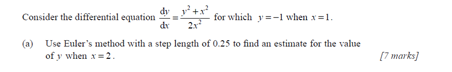 Consider the differential equation dy/dx = (y² + x²)/(2x²) for which y = −1 when x = 1.
(a) Use Euler's method with a step length of 0.25 to find an estimate for the value
of y when x = 2. [7 marks]